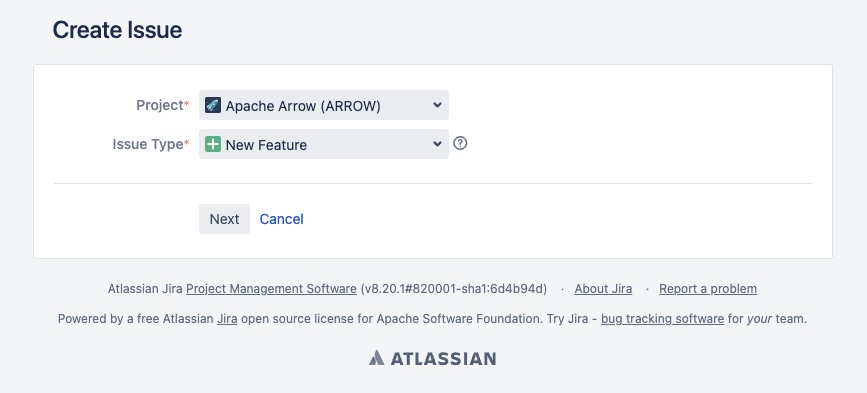 Create Issue
Project* Apache Arrow (ARROW)
Issue Type* New Feature
Next Cancel
Atlassian Jira Project Management Software (v8.20.1#820001-sha1:6d4b94d) · About Jira · Report a problem
Powered by a free Atlassian Jira open source license for Apache Software Foundation. Try Jira - bug tracking software for your team.
ATLASSIAN